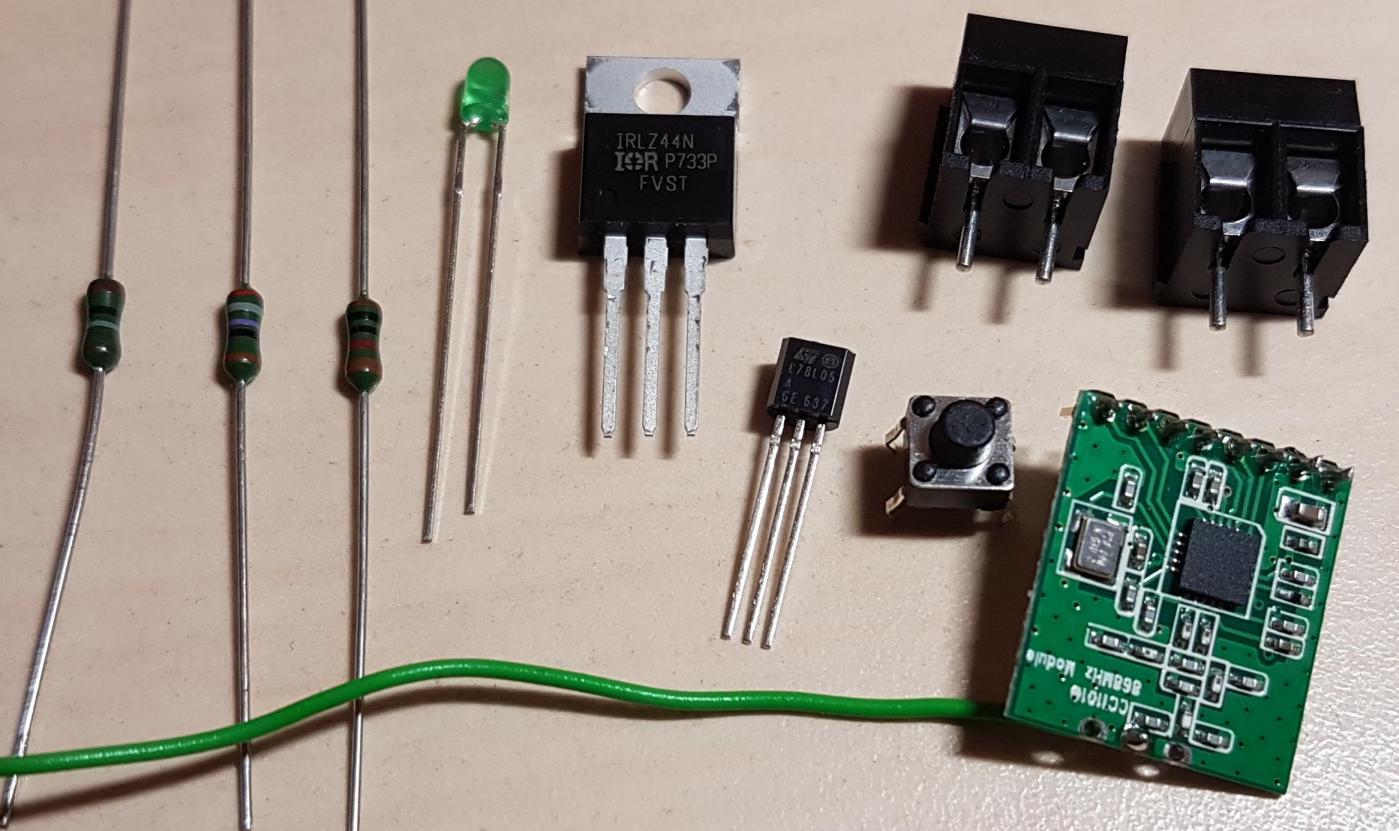 IRLZ44N
IOR P733P
FVST
L78L05
A
GE 637
868MHz Module
CC1101